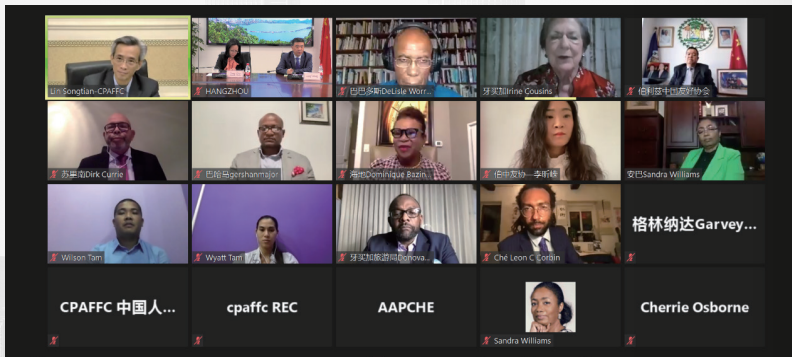 Lin Songtian-CPAFFC
HANGZHOU
巴巴多斯DeLisle Worr...
牙买加Irine Cousins
伯利兹中国友好协会
苏里南Dirk Currie
巴哈马gershanmajor
海地Dominique Bazin...
伯中友协—李昕峰
安巴Sandra Williams
Wilson Tam
Wyatt Tam
牙买加旅游局Donova...
Ché Leon C Corbin
格林纳达Garvey...
CPAFFC 中国人...
cpaffc REC
AAPCHE
Sandra Williams
Cherrie Osborne